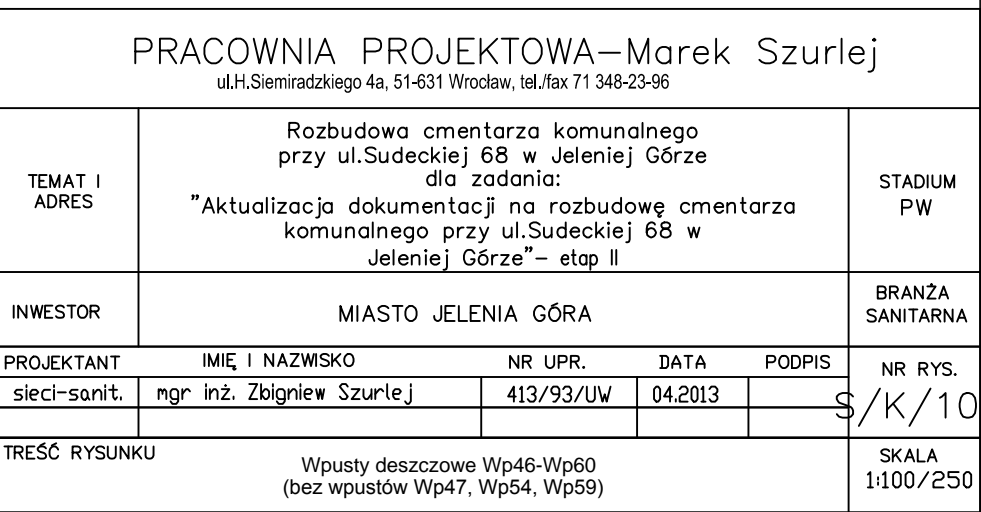 PRACOWNIA PROJEKTOWA–Marek Szurlej
ul.H.Siemiradzkiego 4a, 51-631 Wrocław, tel./fax 71 348-23-96
TEMAT I
ADRES
Rozbudowa cmentarza komunalnego
przy ul.Sudeckiej 68 w Jeleniej Górze
dla zadania:
"Aktualizacja dokumentacji na rozbudowę cmentarza
komunalnego przy ul.Sudeckiej 68 w
Jeleniej Górze"– etap II
STADIUM
PW
INWESTOR
MIASTO JELENIA GÓRA
BRANŻA
SANITARNA
PROJEKTANT IMIĘ I NAZWISKO NR UPR. DATA PODPIS
sieci-sanit. mgr inż. Zbigniew Szurlej 413/93/UW 04.2013
NR RYS.
S/K/10
TREŚĆ RYSUNKU
Wpusty deszczowe Wp46-Wp60
(bez wpustów Wp47, Wp54, Wp59)
SKALA
1:100/250